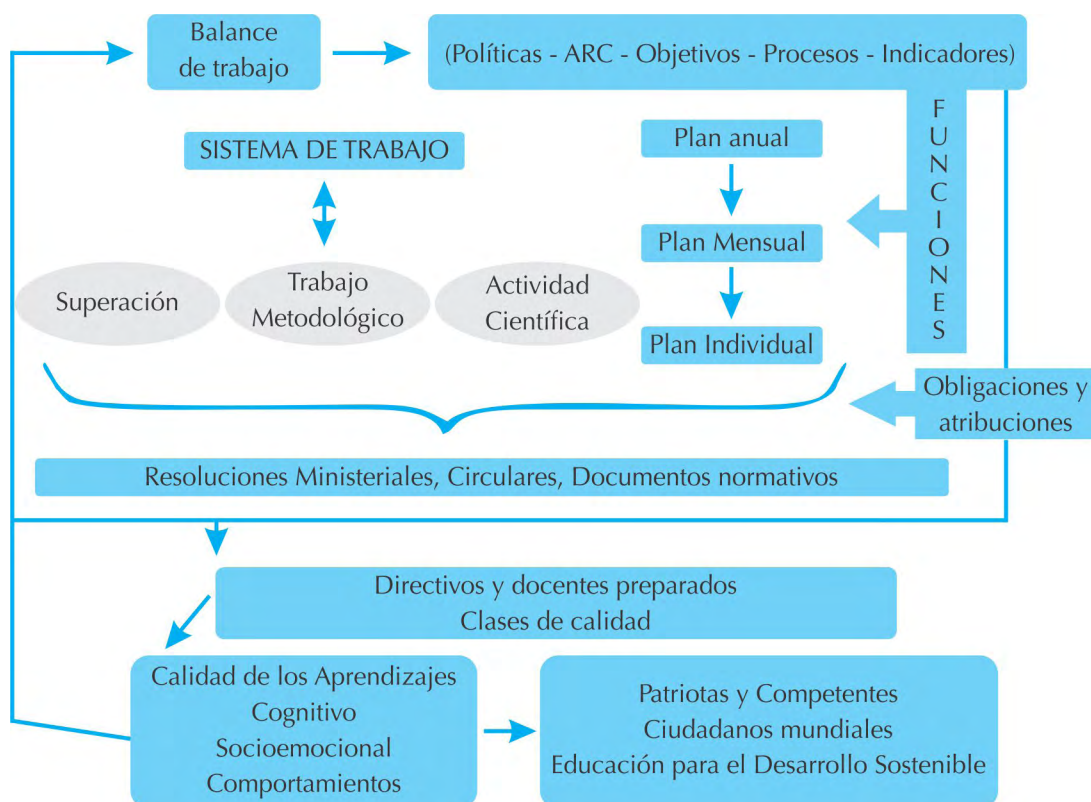 Balance
de trabajo
(Políticas - ARC - Objetivos - Procesos - Indicadores)
FUNCIONES
SISTEMA DE TRABAJO
Plan anual
Plan Mensual
Plan Individual
Superación
Trabajo
Metodológico
Actividad
Científica
Obligaciones y
atribuciones
Resoluciones Ministeriales, Circulares, Documentos normativos
Directivos y docentes preparados
Clases de calidad
Calidad de los Aprendizajes
Cognitivo
Socioemocional
Comportamientos
Patriotas y Competentes
Ciudadanos mundiales
Educación para el Desarrollo Sostenible